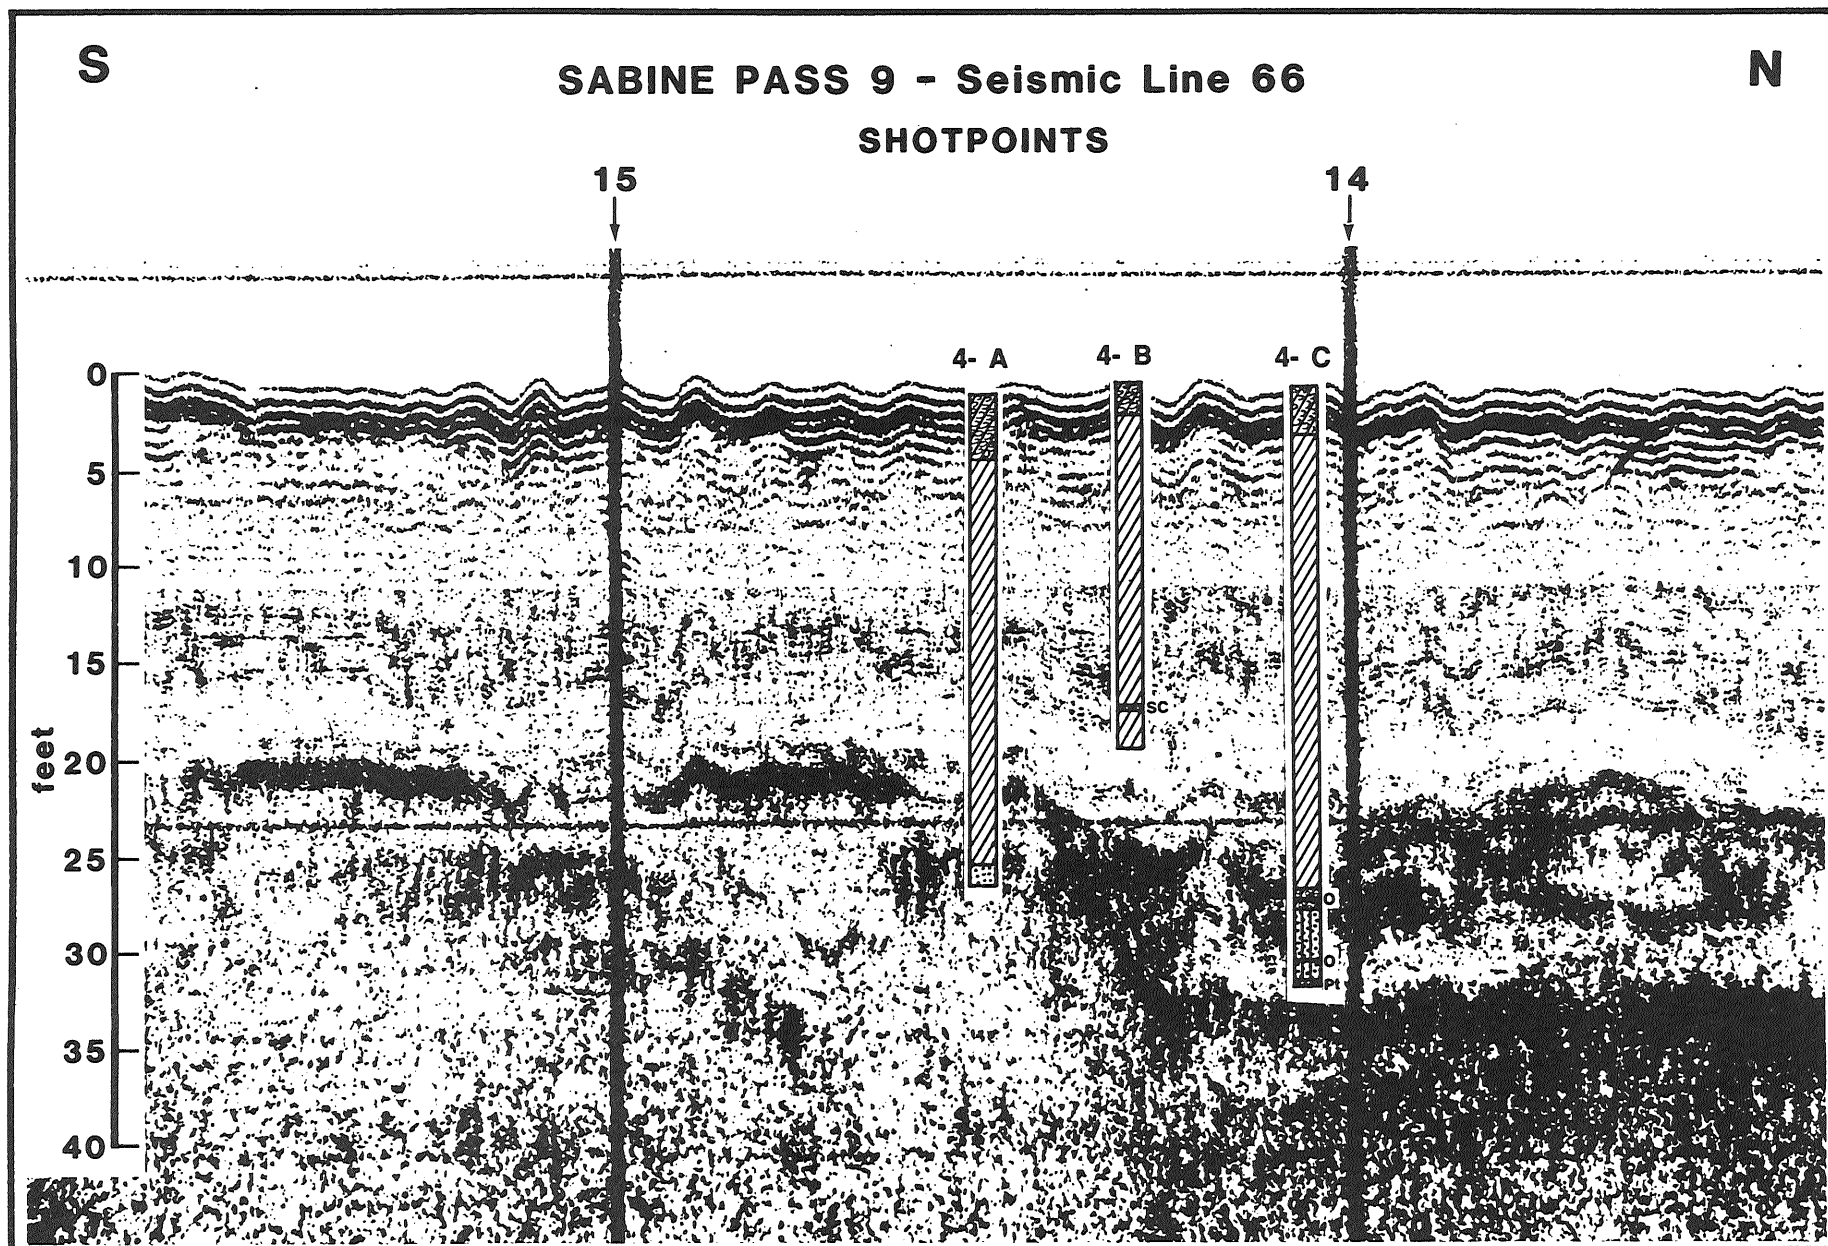 S
N
SABINE PASS 9 - Seismic Line 66
SHOTPOINTS
15
14
4- A
4- B
4- C
0
5
10
15
SC
feet
20
25
O
30
O
Pt
35
40